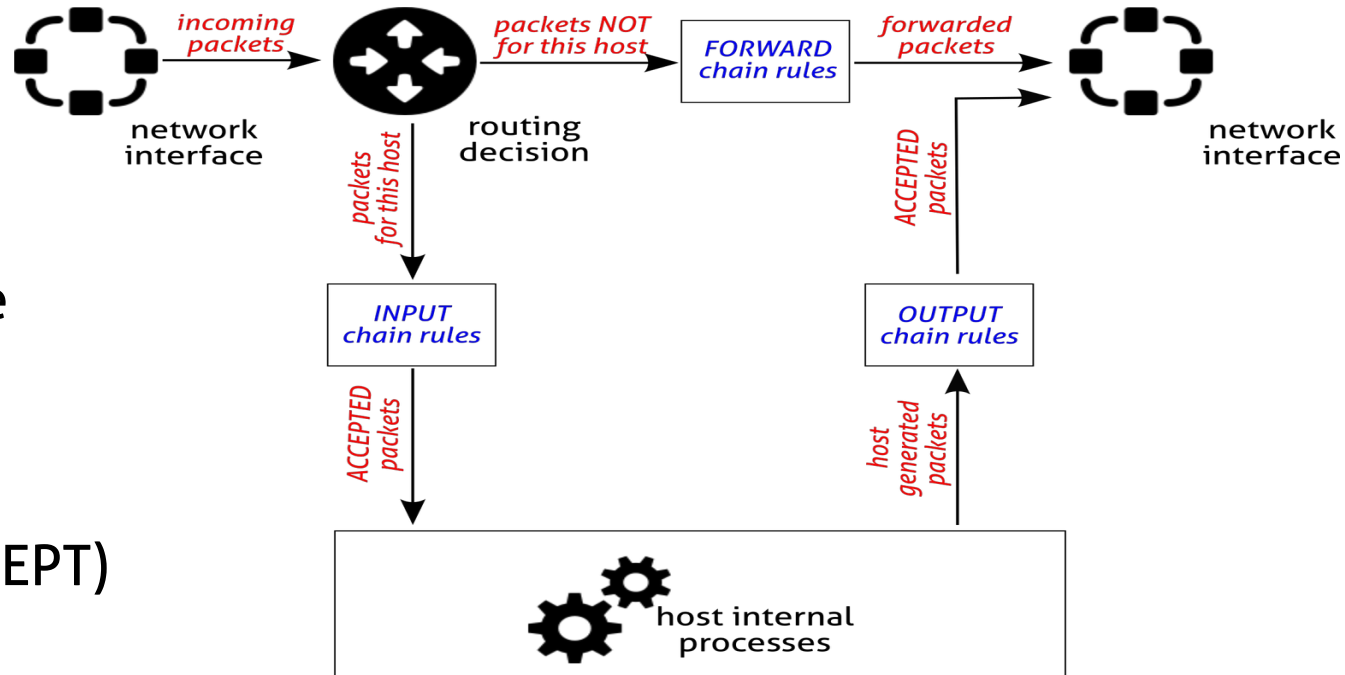 incoming
packets
packets NOT
for this host
FORWARD
chain rules
forwarded
packets
network
interface
routing
decision
network
interface
packets
for this host
ACCEPTED
packets
e
INPUT
chain rules
OUTPUT
chain rules
ACCEPTED
packets
host
generated
packets
EPT)
host internal
processes